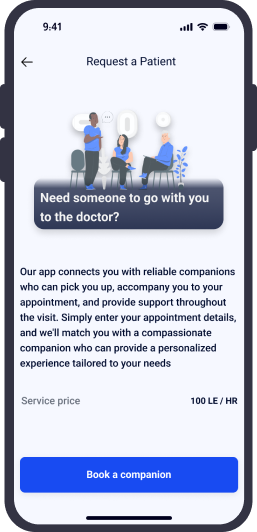 9:41
Request a Patient
Need someone to go with you
to the doctor?
Our app connects you with reliable companions
who can pick you up, accompany you to your
appointment, and provide support throughout
the visit. Simply enter your appointment details,
and we'll match you with a compassionate
companion who can provide a personalized
experience tailored to your needs
Service price 100 LE / HR
Book a companion